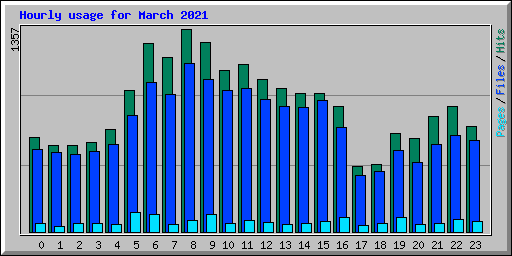 Hourly usage for March 2021
1357
Pages / Files / Hits
0 1 2 3 4 5 6 7 8 9 10 11 12 13 14 15 16 17 18 19 20 21 22 23